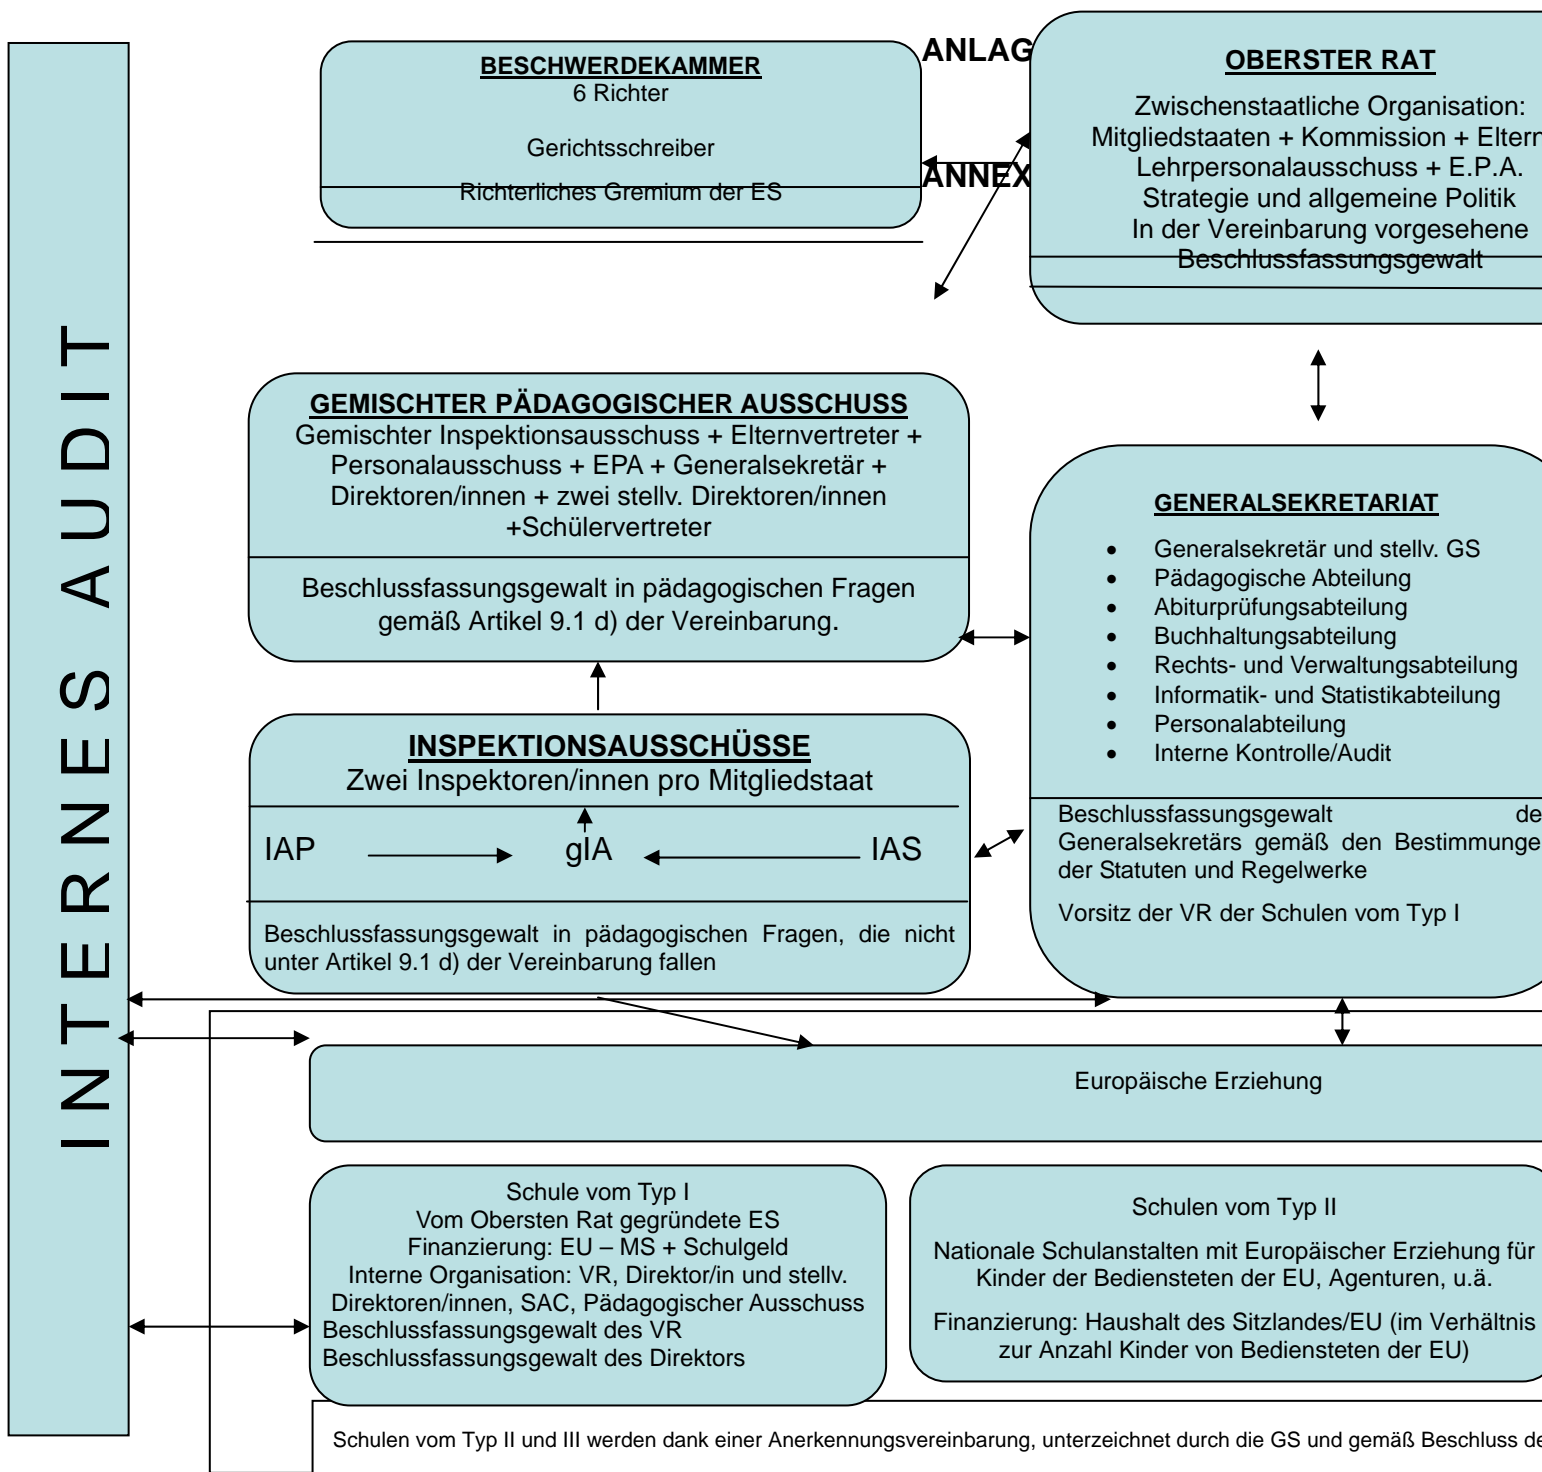 INTERNES AUDIT
BESCHWERDEKAMMER
6 Richter
Gerichtsschreiber
Richterliches Gremium der ES
ANLAG
ANNEX
OBERSTER RAT
Zwischenstaatliche Organisation:
Mitgliedstaaten + Kommission + Eltern
Lehrpersonalausschuss + E.P.A.
Strategie und allgemeine Politik
In der Vereinbarung vorgesehene
Beschlussfassungsgewalt
GEMISCHTER PÄDAGOGISCHER AUSSCHUSS
Gemischter Inspektionsausschuss + Elternvertreter +
Personalausschuss + EPA + Generalsekretär +
Direktoren/innen + zwei stellv. Direktoren/innen
+Schülervertreter
Beschlussfassungsgewalt in pädagogischen Fragen
gemäß Artikel 9.1 d) der Vereinbarung.
GENERALSEKRETARIAT
• Generalsekretär und stellv. GS
• Pädagogische Abteilung
• Abiturprüfungsabteilung
• Buchhaltungsabteilung
• Rechts- und Verwaltungsabteilung
• Informatik- und Statistikabteilung
• Personalabteilung
• Interne Kontrolle/Audit
Beschlussfassungsgewalt de
Generalsekretärs gemäß den Bestimmunge
der Statuten und Regelwerke
Vorsitz der VR der Schulen vom Typ I
INSPEKTIONSAUSSCHÜSSE
Zwei Inspektoren/innen pro Mitgliedstaat
IAP gIA IAS
Beschlussfassungsgewalt in pädagogischen Fragen, die nicht
unter Artikel 9.1 d) der Vereinbarung fallen
Europäische Erziehung
Schule vom Typ I
Vom Obersten Rat gegründete ES
Finanzierung: EU – MS + Schulgeld
Interne Organisation: VR, Direktor/in und stellv.
Direktoren/innen, SAC, Pädagogischer Ausschuss
Beschlussfassungsgewalt des VR
Beschlussfassungsgewalt des Direktors
Schulen vom Typ II
Nationale Schulanstalten mit Europäischer Erziehung für
Kinder der Bediensteten der EU, Agenturen, u.ä.
Finanzierung: Haushalt des Sitzlandes/EU (im Verhältnis
zur Anzahl Kinder von Bediensteten der EU)
Schulen vom Typ II und III werden dank einer Anerkennungsvereinbarung, unterzeichnet durch die GS und gemäß Beschluss de